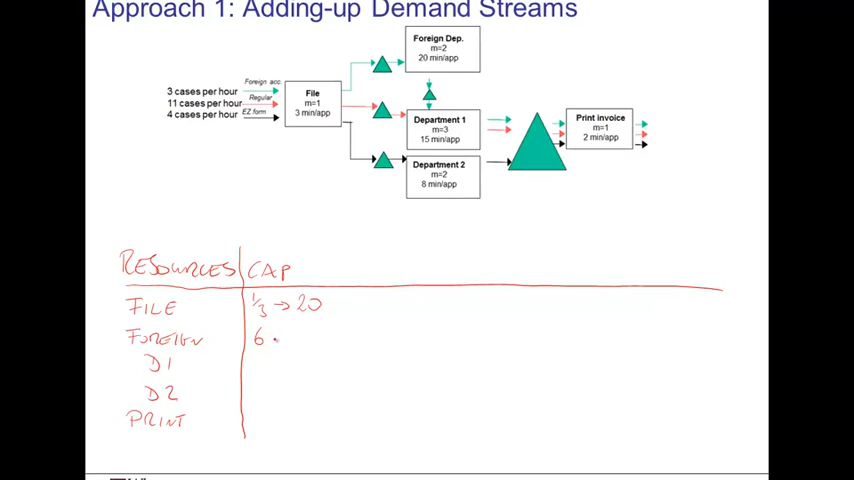 Approach 1: Adding-up Demand Streams
Foreign Dep.
m=2
20 min/app
Foreign acc.
3 cases per hour
Regular
11 cases per hour
EZ form
4 cases per hour
File
m=1
3 min/app
Department 1
m=3
15 min/app
Department 2
m=2
8 min/app
Print invoice
m=1
2 min/app
RESOURCES CAP
FILE 1/3 → 20
FOREIGN 6
D1
D2
PRINT